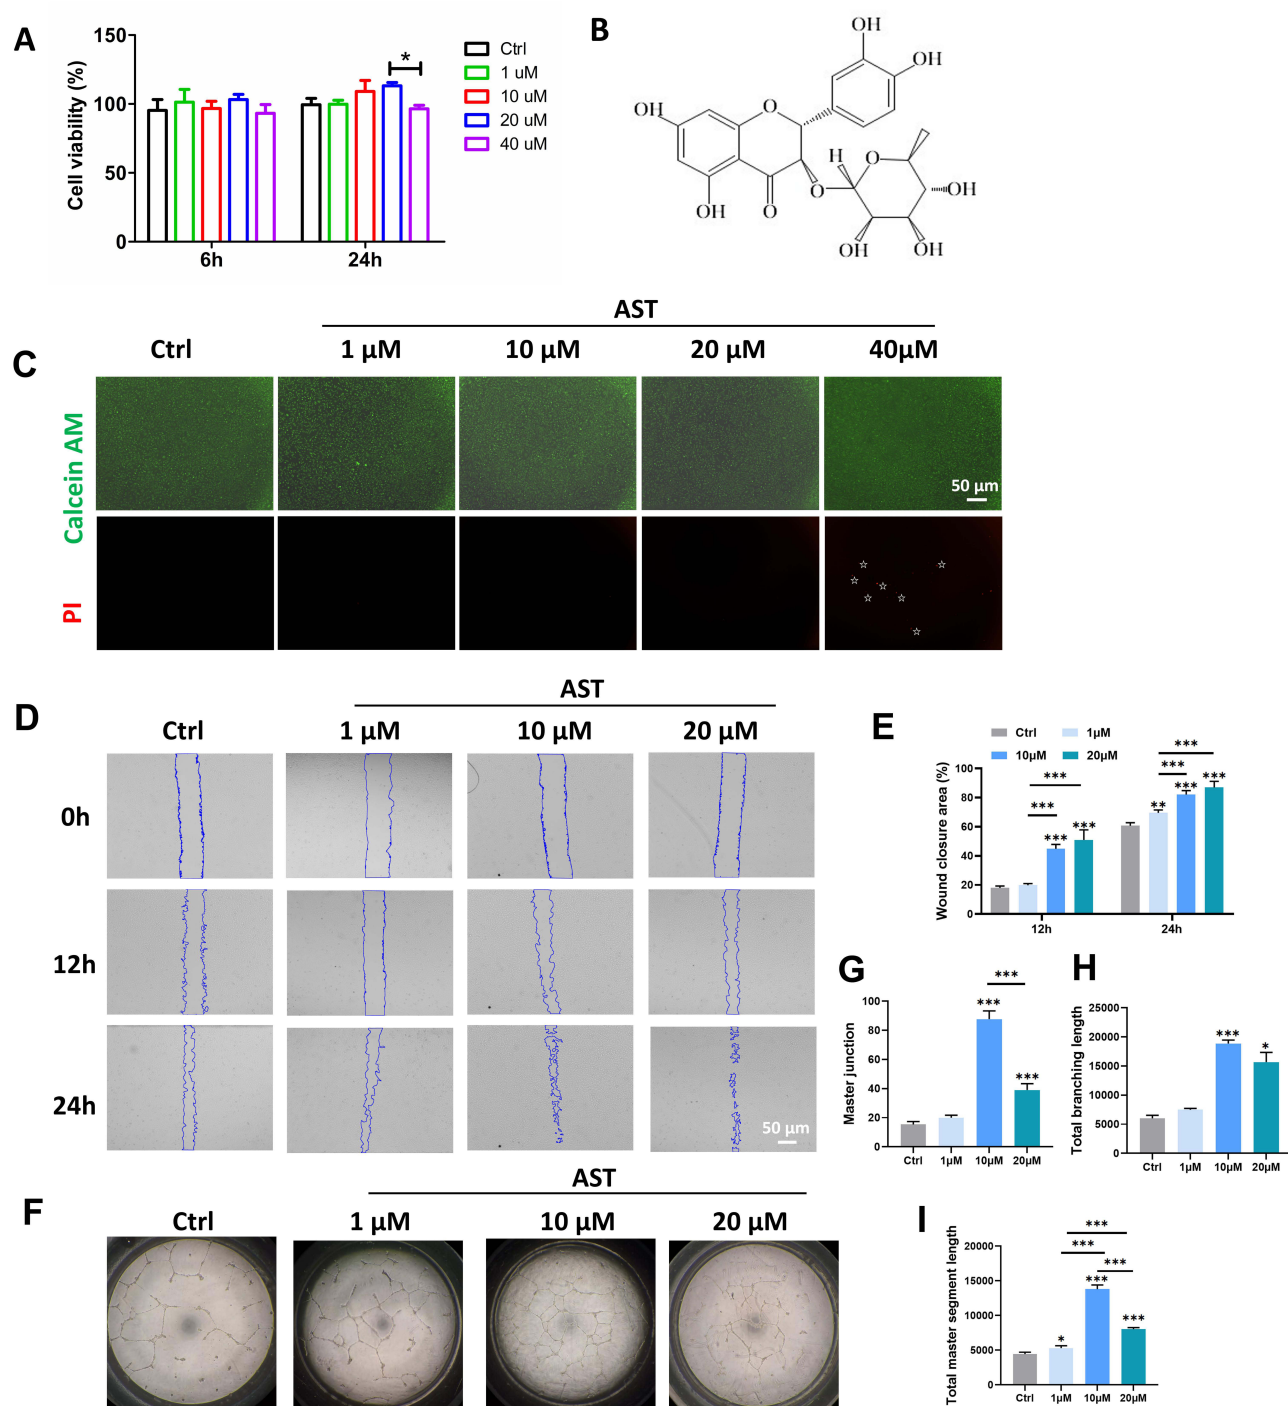 A
Cell viability (%)
150
100
50
0
6h
24h
*
Ctrl
1 uM
10 uM
20 uM
40 uM
B
OH
OH
OH
O
H
O
O
OH
OH
O
OH
OH
C
AST
Ctrl
1 µM
10 µM
20 µM
40µM
Calcein AM
50 µm
PI
☆ ☆ ☆ ☆ ☆ ☆ ☆
D
AST
Ctrl
1 µM
10 µM
20 µM
0h
12h
24h
50 µm
E
Ctrl
1µM
10µM
20µM
Wound closure area (%)
100
80
60
40
20
0
***
***
***
***
***
***
**
***
***
12h
24h
G
Master junction
100
80
60
40
20
0
***
***
***
Ctrl
1µM
10µM
20µM
H
Total branching length
25000
20000
15000
10000
5000
0
***
*
Ctrl
1µM
10µM
20µM
F
AST
Ctrl
1 µM
10 µM
20 µM
I
Total master segment length
20000
15000
10000
5000
0
***
***
***
***
*
***
Ctrl
1µM
10µM
20µM